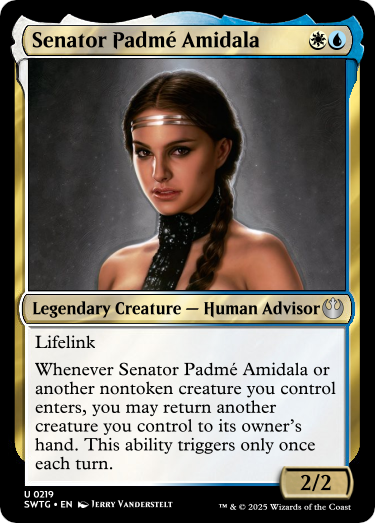 Senator Padmé Amidala
Legendary Creature — Human Advisor
Lifelink
Whenever Senator Padmé Amidala or
another nontoken creature you control
enters, you may return another
creature you control to its owner's
hand. This ability triggers only once
each turn.
2/2
U 0219
SWTG • EN Jerry Vanderstelt
™ & © 2025 Wizards of the Coast